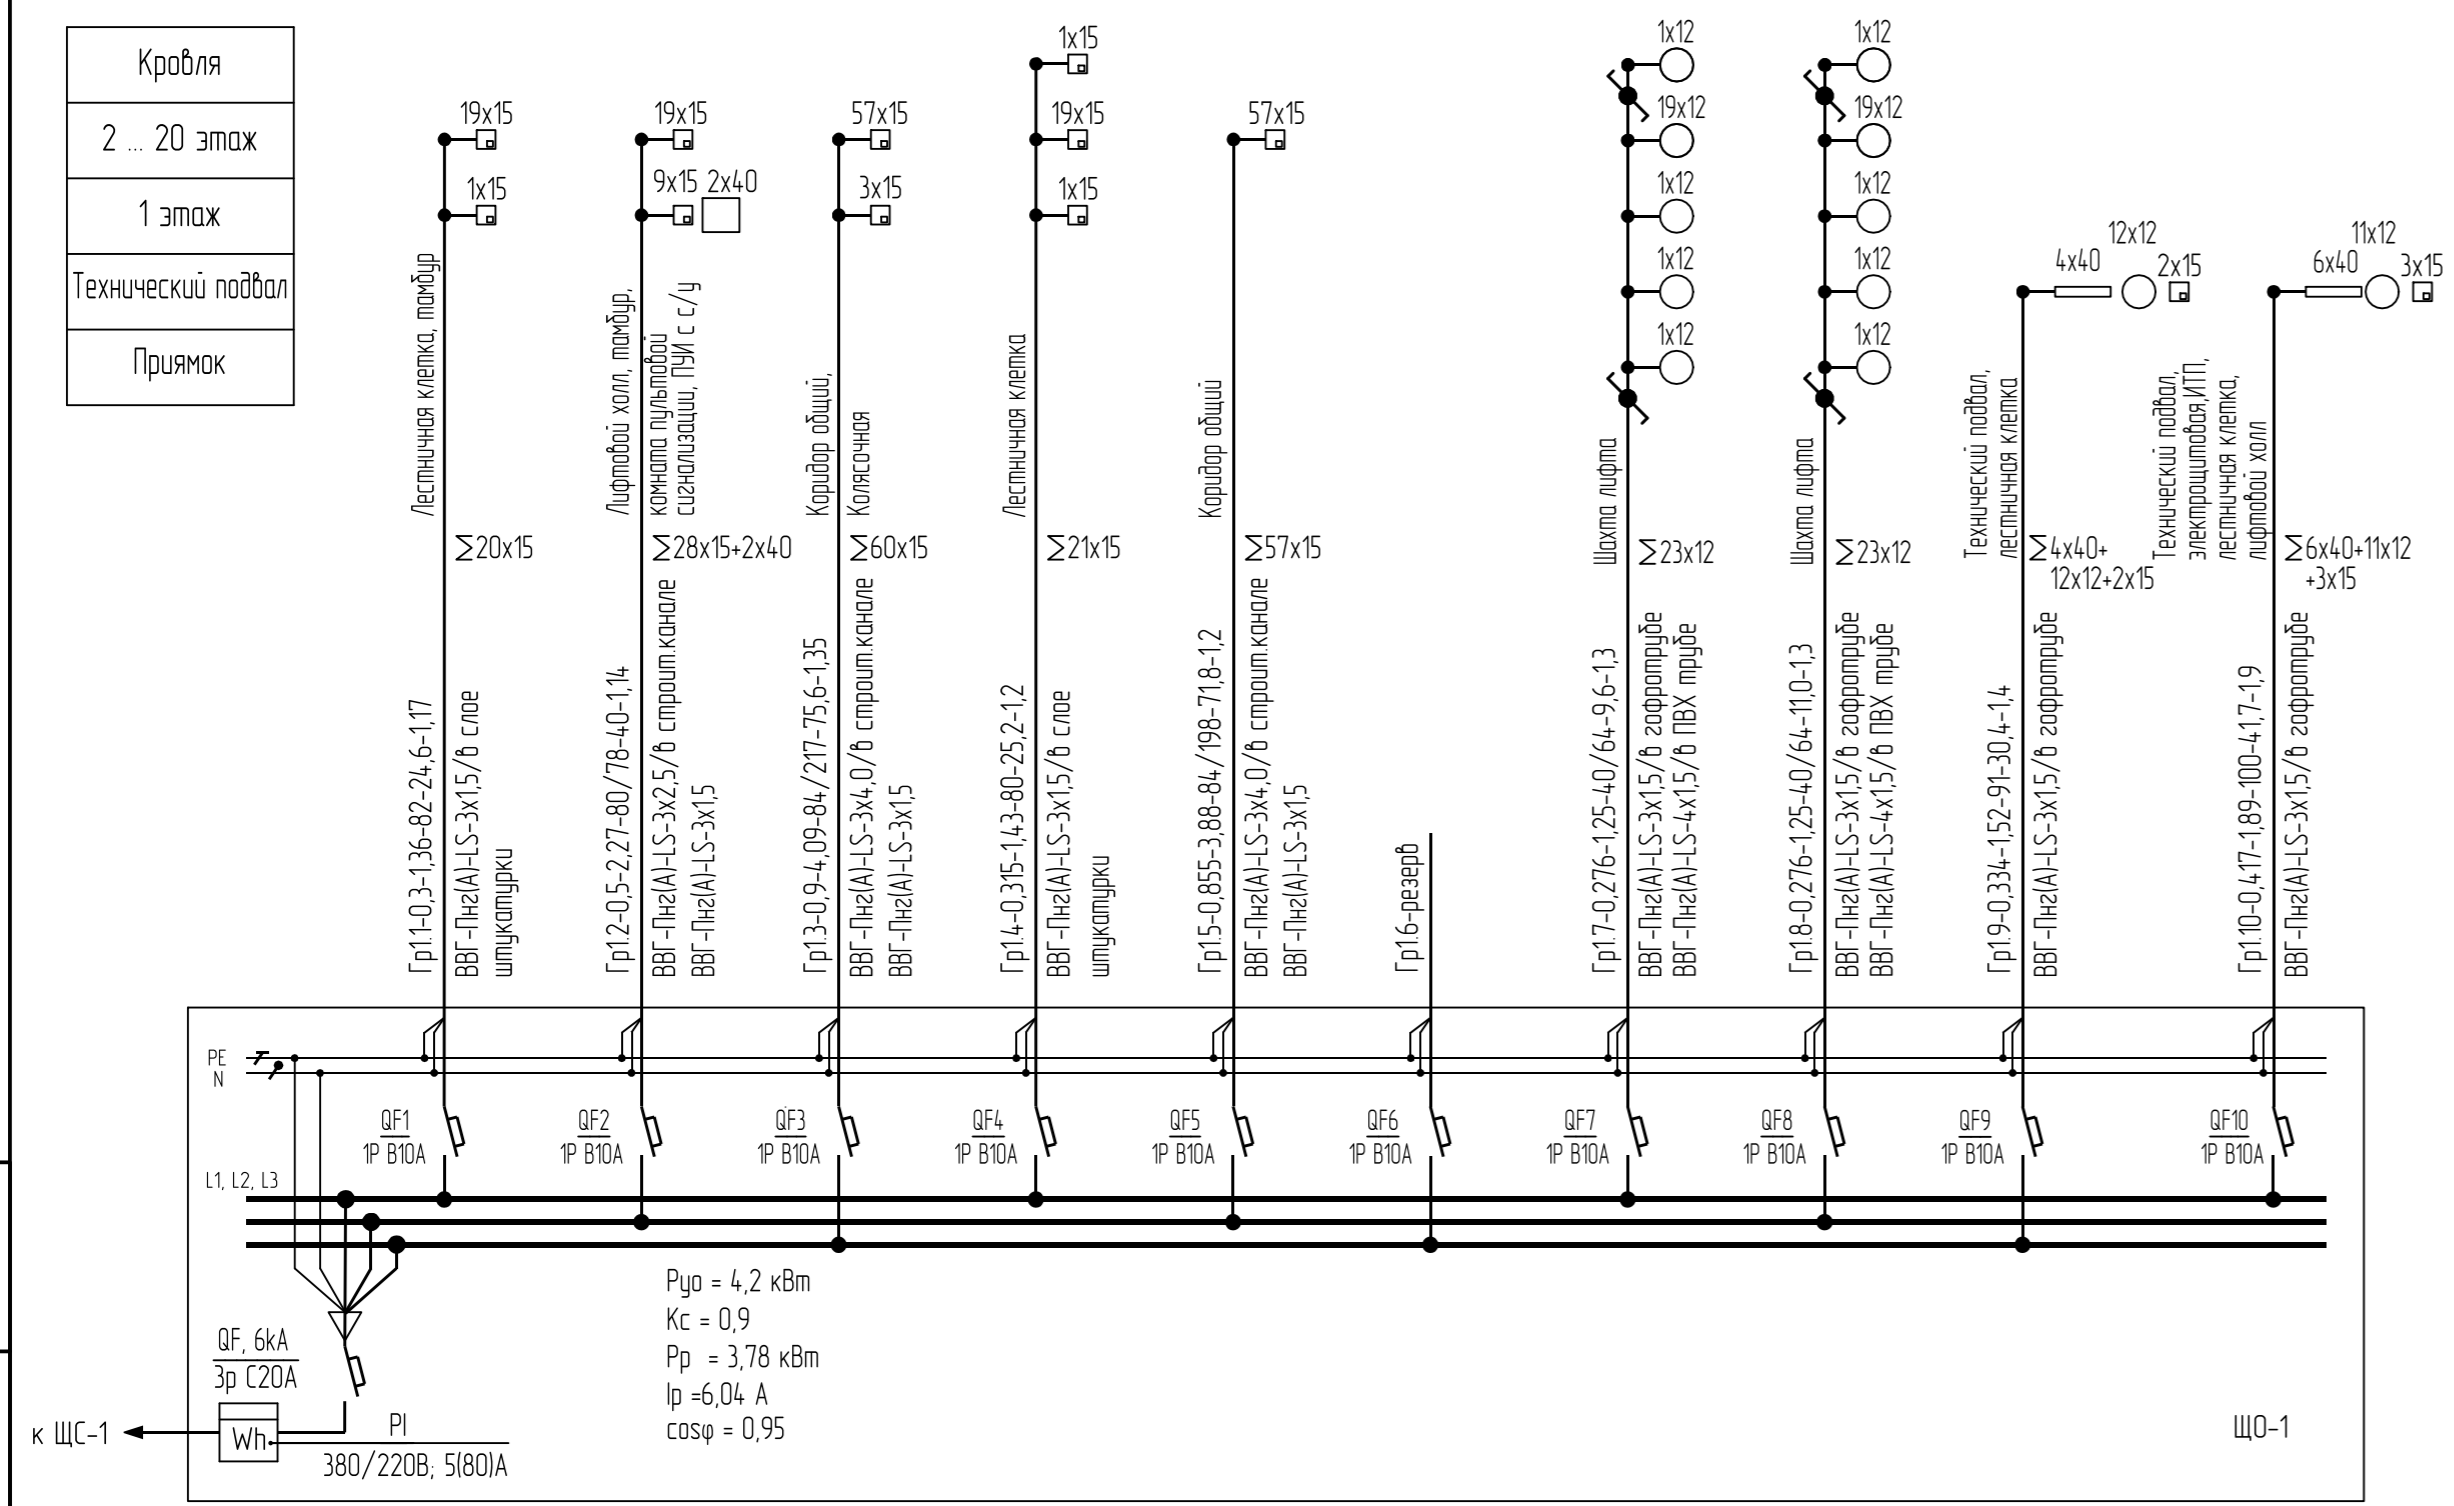 Кровля
2 ... 20 этаж
1 этаж
Технический подвал
Приямок
19x15
1x15
Лестничная клетка, тамбур
∑20x15
Гр1.1-0,3-1,36-82-24,6-1,17
ВВГ-Пнг(А)-LS-3x1,5/в слое
штукатурки
19x15
9x15 2x40
Лифтовой холл, тамбур,
комната пультовой
сигнализации, ПУИ с с/у
∑28x15+2x40
Гр1.2-0,5-2,27-80/78-40-1,14
ВВГ-Пнг(А)-LS-3x2,5/в строит.канале
ВВГ-Пнг(А)-LS-3x1,5
57x15
3x15
Коридор общий,
Колясочная
∑60x15
Гр1.3-0,9-4,09-84/217-75,6-1,35
ВВГ-Пнг(А)-LS-3x4,0/в строит.канале
ВВГ-Пнг(А)-LS-3x1,5
1x15
19x15
1x15
Лестничная клетка
∑21x15
Гр1.4-0,315-1,43-80-25,2-1,2
ВВГ-Пнг(А)-LS-3x1,5/в слое
штукатурки
57x15
Коридор общий
∑57x15
Гр1.5-0,855-3,88-84/198-71,8-1,2
ВВГ-Пнг(А)-LS-3x4,0/в строит.канале
ВВГ-Пнг(А)-LS-3x1,5
Гр1.6-резерв
1x12
19x12
1x12
1x12
1x12
Шахта лифта
∑23x12
Гр1.7-0,276-1,25-40/64-9,6-1,3
ВВГ-Пнг(А)-LS-3x1,5/в гофротрубе
ВВГ-Пнг(А)-LS-4x1,5/в ПВХ трубе
1x12
19x12
1x12
1x12
1x12
Шахта лифта
∑23x12
Гр1.8-0,276-1,25-40/64-11,0-1,3
ВВГ-Пнг(А)-LS-3x1,5/в гофротрубе
ВВГ-Пнг(А)-LS-4x1,5/в ПВХ трубе
12x12
4x40 2x15
Технический подвал,
лестничная клетка
∑4x40+
12x12+2x15
Гр1.9-0,334-1,52-91-30,4-1,4
ВВГ-Пнг(А)-LS-3x1,5/в гофротрубе
11x12
6x40 3x15
Технический подвал,
электрощитовая,ИТП,
лестничная клетка,
лифтовой холл
∑6x40+11x12
+3x15
Гр1.10-0,417-1,89-100-41,7-1,9
ВВГ-Пнг(А)-LS-3x1,5/в гофротрубе
PE
N
QF1
1P B10A
QF2
1P B10A
QF3
1P B10A
QF4
1P B10A
QF5
1P B10A
QF6
1P B10A
QF7
1P B10A
QF8
1P B10A
QF9
1P B10A
QF10
1P B10A
L1, L2, L3
Руо = 4,2 кВт
Кс = 0,9
Рр = 3,78 кВт
Iр =6,04 А
cosφ = 0,95
QF, 6kA
3р С20А
к ЩС-1
Wh
PI
380/220В; 5(80)А
ЩО-1